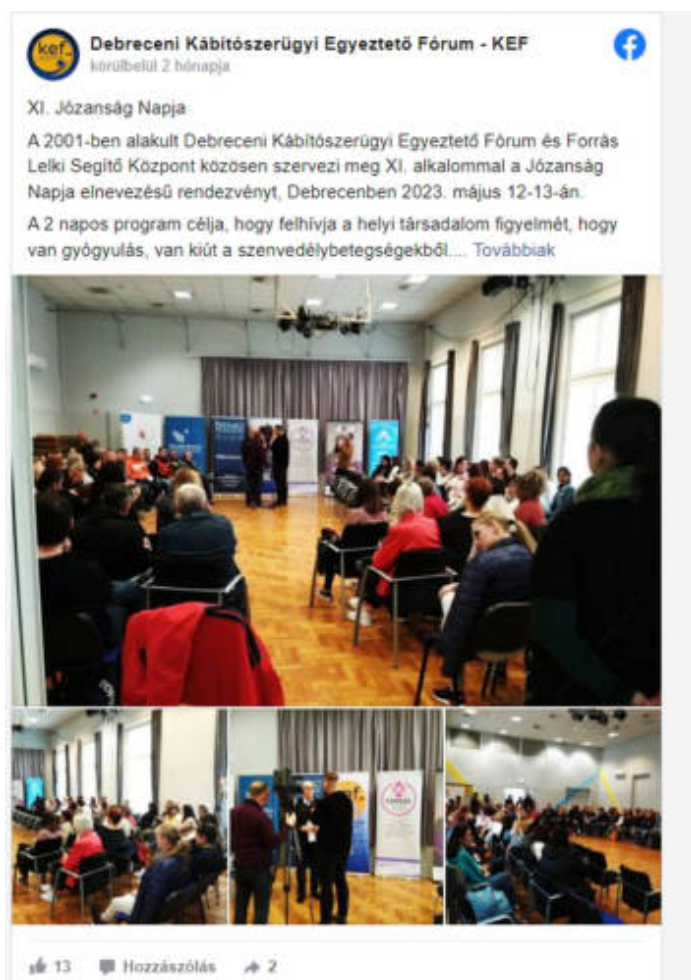 kef
Debreceni Kábítószerügyi Egyeztető Fórum - KEF
körülbelül 2 hónapja
XI. Józanság Napja
A 2001-ben alakult Debreceni Kábítószerügyi Egyeztető Fórum és Forrás
Lelki Segítő Központ közösen szervezi meg XI. alkalommal a Józanság
Napja elnevezésű rendezvényt, Debrecenben 2023. május 12-13-án.
A 2 napos program célja, hogy felhívja a helyi társadalom figyelmét, hogy
van gyógyulás, van kiút a szenvedélybetegségekből.... Továbbiak
13 Hozzászólás 2